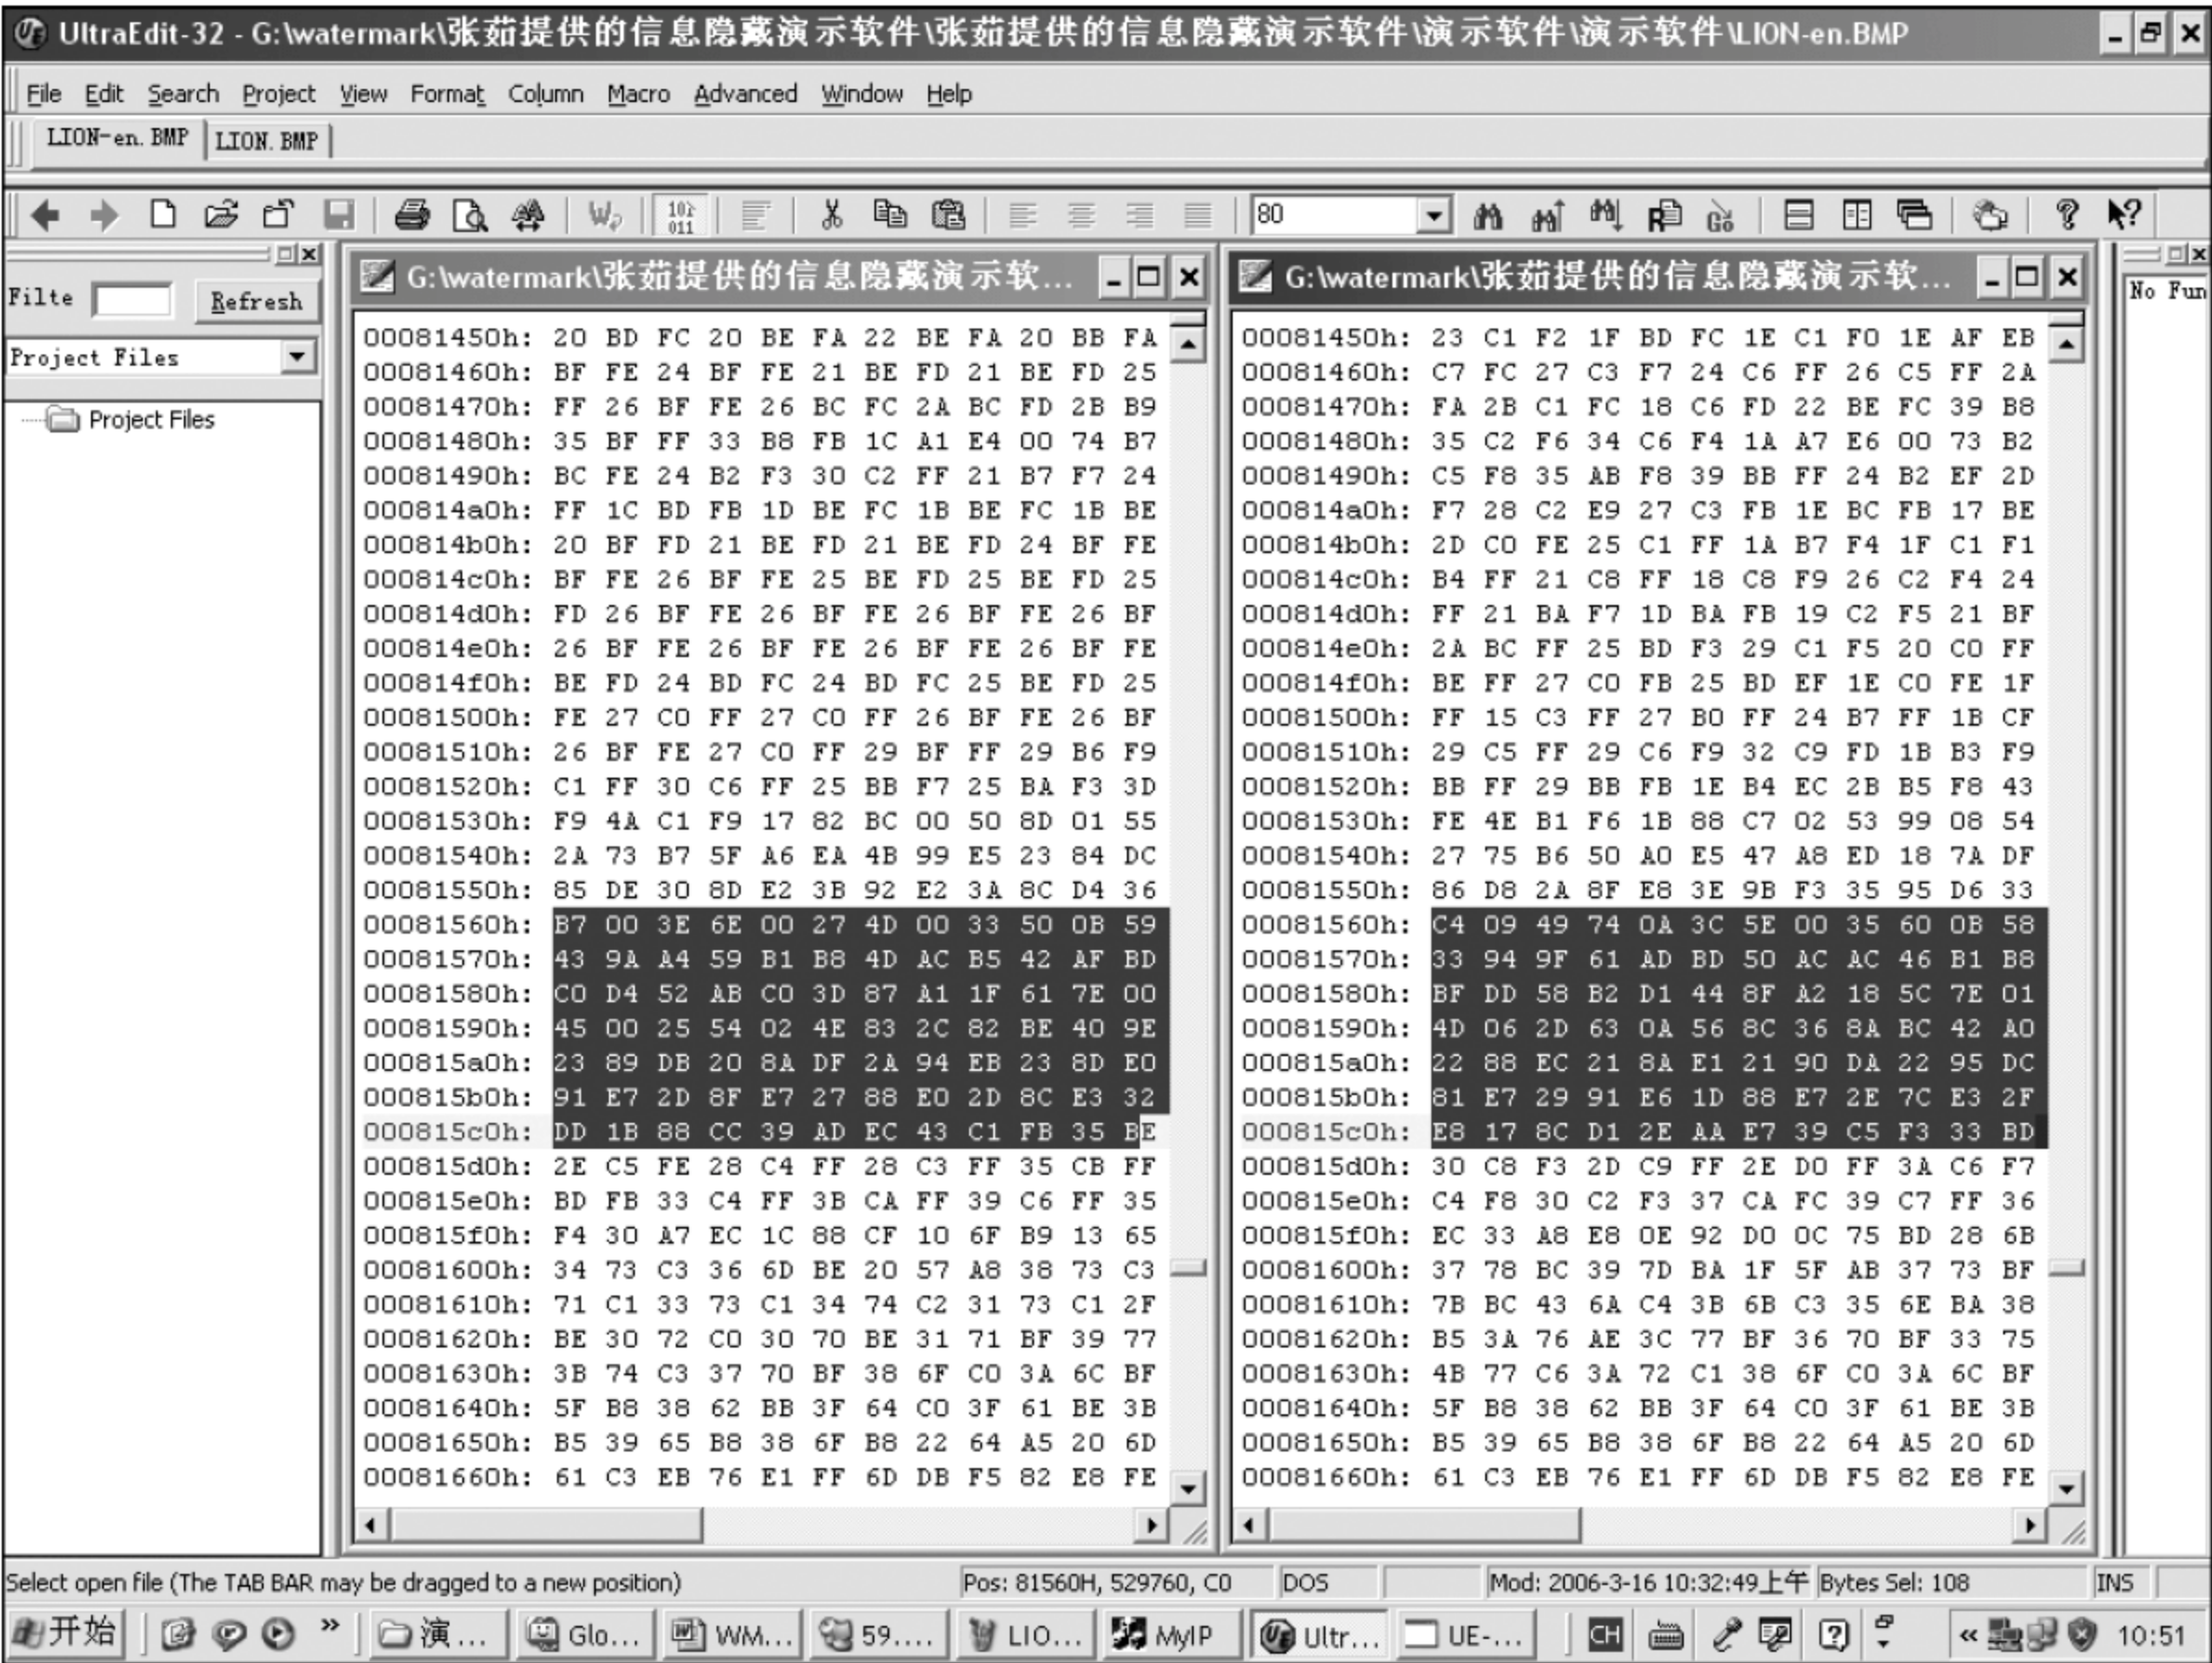 UltraEdit-32 - G:\watermark\张茹提供的信息隐藏演示软件\张茹提供的信息隐藏演示软件\演示软件\演示软件\LION-en.BMP
File Edit Search Project View Format Column Macro Advanced Window Help
LION-en.BMP LION.BMP
80
Filte Refresh
Project Files
Project Files
G:\watermark\张茹提供的信息隐藏演示软...
00081450h: 20 BD FC 20 BE FA 22 BE FA 20 BB FA
00081460h: BF FE 24 BF FE 21 BE FD 21 BE FD 25
00081470h: FF 26 BF FE 26 BC FC 2A BC FD 2B B9
00081480h: 35 BF FF 33 B8 FB 1C A1 E4 00 74 B7
00081490h: BC FE 24 B2 F3 30 C2 FF 21 B7 F7 24
000814a0h: FF 1C BD FB 1D BE FC 1B BE FC 1B BE
000814b0h: 20 BF FD 21 BE FD 21 BE FD 24 BF FE
000814c0h: BF FE 26 BF FE 25 BE FD 25 BE FD 25
000814d0h: FD 26 BF FE 26 BF FE 26 BF FE 26 BF
000814e0h: 26 BF FE 26 BF FE 26 BF FE 26 BF FE
000814f0h: BE FD 24 BD FC 24 BD FC 25 BE FD 25
00081500h: FE 27 C0 FF 27 C0 FF 26 BF FE 26 BF
00081510h: 26 BF FE 27 C0 FF 29 BF FF 29 B6 F9
00081520h: C1 FF 30 C6 FF 25 BB F7 25 BA F3 3D
00081530h: F9 4A C1 F9 17 82 BC 00 50 8D 01 55
00081540h: 2A 73 B7 5F A6 EA 4B 99 E5 23 84 DC
00081550h: 85 DE 30 8D E2 3B 92 E2 3A 8C D4 36
00081560h: B7 00 3E 6E 00 27 4D 00 33 50 0B 59
00081570h: 43 9A A4 59 B1 B8 4D AC B5 42 AF BD
00081580h: C0 D4 52 AB C0 3D 87 A1 1F 61 7E 00
00081590h: 45 00 25 54 02 4E 83 2C 82 BE 40 9E
000815a0h: 23 89 DB 20 8A DF 2A 94 EB 23 8D E0
000815b0h: 91 E7 2D 8F E7 27 88 E0 2D 8C E3 32
000815c0h: DD 1B 88 CC 39 AD EC 43 C1 FB 35 BE
000815d0h: 2E C5 FE 28 C4 FF 28 C3 FF 35 CB FF
000815e0h: BD FB 33 C4 FF 3B CA FF 39 C6 FF 35
000815f0h: F4 30 A7 EC 1C 88 CF 10 6F B9 13 65
00081600h: 34 73 C3 36 6D BE 20 57 A8 38 73 C3
00081610h: 71 C1 33 73 C1 34 74 C2 31 73 C1 2F
00081620h: BE 30 72 C0 30 70 BE 31 71 BF 39 77
00081630h: 3B 74 C3 37 70 BF 38 6F C0 3A 6C BF
00081640h: 5F B8 38 62 BB 3F 64 C0 3F 61 BE 3B
00081650h: B5 39 65 B8 38 6F B8 22 64 A5 20 6D
00081660h: 61 C3 EB 76 E1 FF 6D DB F5 82 E8 FE
G:\watermark\张茹提供的信息隐藏演示软...
00081450h: 23 C1 F2 1F BD FC 1E C1 F0 1E AF EB
00081460h: C7 FC 27 C3 F7 24 C6 FF 26 C5 FF 2A
00081470h: FA 2B C1 FC 18 C6 FD 22 BE FC 39 B8
00081480h: 35 C2 F6 34 C6 F4 1A A7 E6 00 73 B2
00081490h: C5 F8 35 AB F8 39 BB FF 24 B2 EF 2D
000814a0h: F7 28 C2 E9 27 C3 FB 1E BC FB 17 BE
000814b0h: 2D C0 FE 25 C1 FF 1A B7 F4 1F C1 F1
000814c0h: B4 FF 21 C8 FF 18 C8 F9 26 C2 F4 24
000814d0h: FF 21 BA F7 1D BA FB 19 C2 F5 21 BF
000814e0h: 2A BC FF 25 BD F3 29 C1 F5 20 C0 FF
000814f0h: BE FF 27 C0 FB 25 BD EF 1E C0 FE 1F
00081500h: FF 15 C3 FF 27 B0 FF 24 B7 FF 1B CF
00081510h: 29 C5 FF 29 C6 F9 32 C9 FD 1B B3 F9
00081520h: BB FF 29 BB FB 1E B4 EC 2B B5 F8 43
00081530h: FE 4E B1 F6 1B 88 C7 02 53 99 08 54
00081540h: 27 75 B6 50 A0 E5 47 A8 ED 18 7A DF
00081550h: 86 D8 2A 8F E8 3E 9B F3 35 95 D6 33
00081560h: C4 09 49 74 0A 3C 5E 00 35 60 0B 58
00081570h: 33 94 9F 61 AD BD 50 AC AC 46 B1 B8
00081580h: BF DD 58 B2 D1 44 8F A2 18 5C 7E 01
00081590h: 4D 06 2D 63 0A 56 8C 36 8A BC 42 A0
000815a0h: 22 88 EC 21 8A E1 21 90 DA 22 95 DC
000815b0h: 81 E7 29 91 E6 1D 88 E7 2E 7C E3 2F
000815c0h: E8 17 8C D1 2E AA E7 39 C5 F3 33 BD
000815d0h: 30 C8 F3 2D C9 FF 2E D0 FF 3A C6 F7
000815e0h: C4 F8 30 C2 F3 37 CA FC 39 C7 FF 36
000815f0h: EC 33 A8 E8 0E 92 D0 0C 75 BD 28 6B
00081600h: 37 78 BC 39 7D BA 1F 5F AB 37 73 BF
00081610h: 7B BC 43 6A C4 3B 6B C3 35 6E BA 38
00081620h: B5 3A 76 AE 3C 77 BF 36 70 BF 33 75
00081630h: 4B 77 C6 3A 72 C1 38 6F C0 3A 6C BF
00081640h: 5F B8 38 62 BB 3F 64 C0 3F 61 BE 3B
00081650h: B5 39 65 B8 38 6F B8 22 64 A5 20 6D
00081660h: 61 C3 EB 76 E1 FF 6D DB F5 82 E8 FE
No Fun
Select open file (The TAB BAR may be dragged to a new position) Pos: 81560H, 529760, C0 DOS Mod: 2006-3-16 10:32:49上午 Bytes Sel: 108 INS
开始 » 演... Glo... WM... 59.... LIO... MyIP Ultr... UE-... CH « 10:51